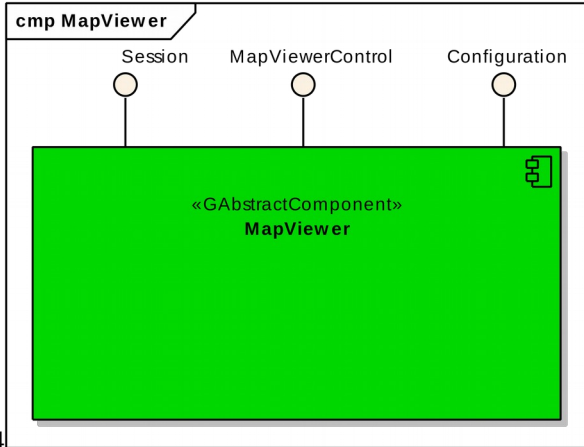 cmp MapViewer
Session MapViewerControl Configuration
«GAbstractComponent»
MapViewer